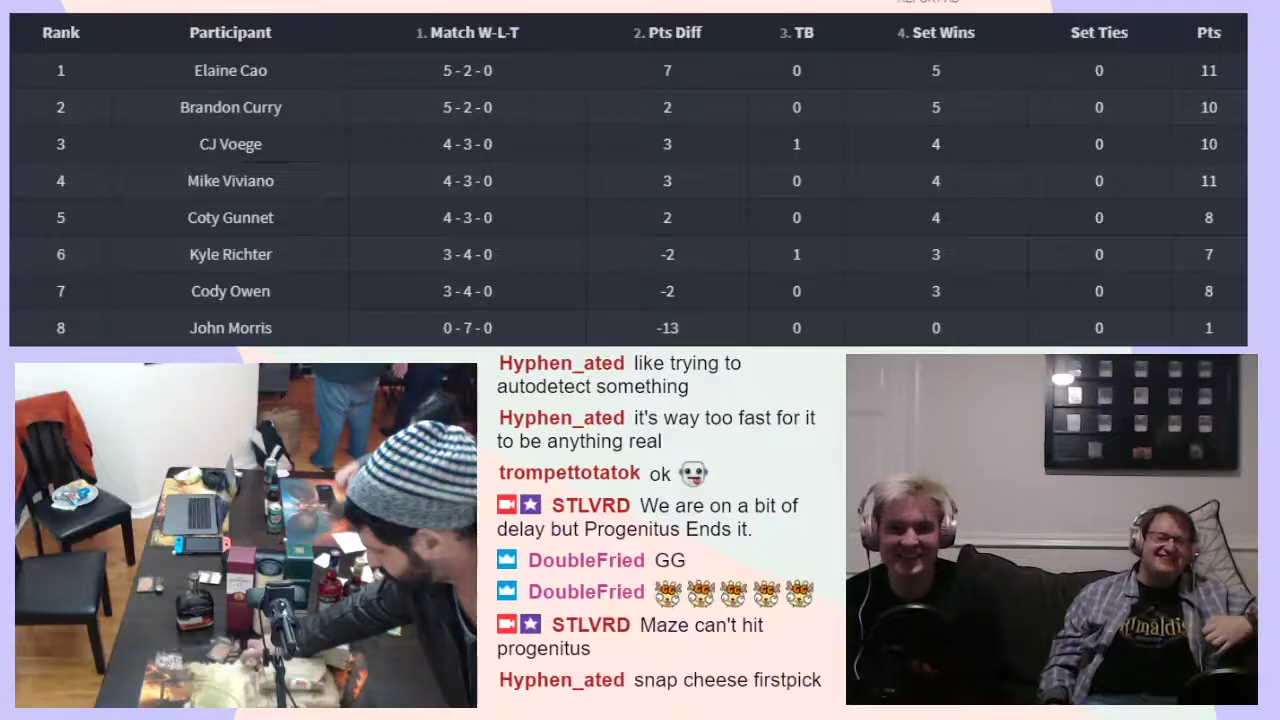 Rank Participant 1. Match W-L-T 2. Pts Diff 3. TB 4. Set Wins Set Ties Pts
1 Elaine Cao 5 - 2 - 0 7 0 5 0 11
2 Brandon Curry 5 - 2 - 0 2 0 5 0 10
3 CJ Voege 4 - 3 - 0 3 1 4 0 10
4 Mike Viviano 4 - 3 - 0 3 0 4 0 11
5 Coty Gunnet 4 - 3 - 0 2 0 4 0 8
6 Kyle Richter 3 - 4 - 0 -2 1 3 0 7
7 Cody Owen 3 - 4 - 0 -2 0 3 0 8
8 John Morris 0 - 7 - 0 -13 0 0 0 1
Hyphen_ated like trying to
autodetect something
Hyphen_ated it's way too fast for it
to be anything real
trompettotatok ok
STLVRD We are on a bit of
delay but Progenitus Ends it.
DoubleFried GG
DoubleFried
STLVRD Maze can't hit
progenitus
Hyphen_ated snap cheese firstpick